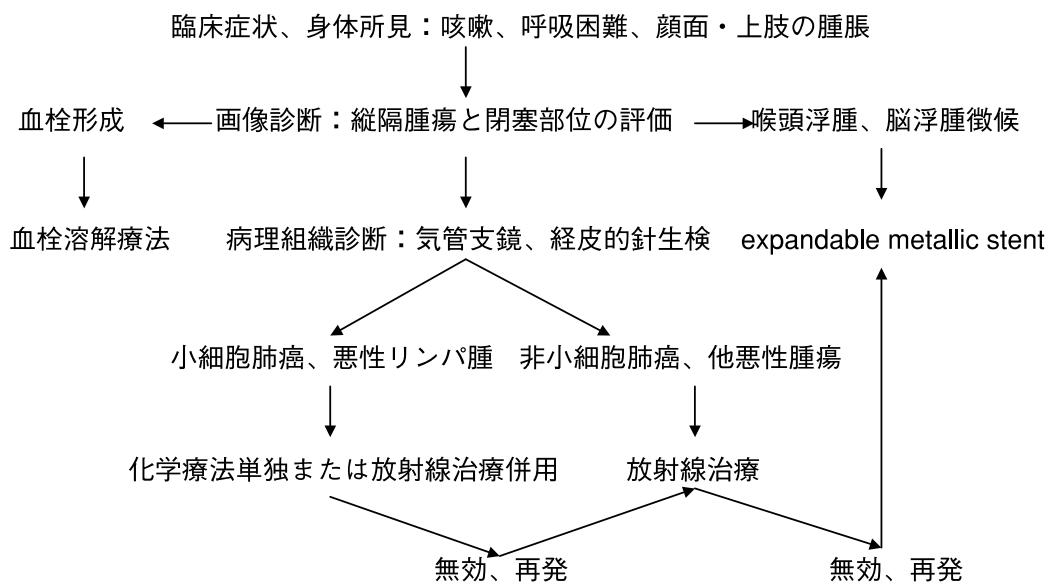 臨床症状、身体所見：咳嗽、呼吸困難、顔面・上肢の腫脹
血栓形成
画像診断：縦隔腫瘍と閉塞部位の評価
喉頭浮腫、脳浮腫徴候
血栓溶解療法
病理組織診断：気管支鏡、経皮的針生検
expandable metallic stent
小細胞肺癌、悪性リンパ腫
非小細胞肺癌、他悪性腫瘍
化学療法単独または放射線治療併用
放射線治療
無効、再発
無効、再発